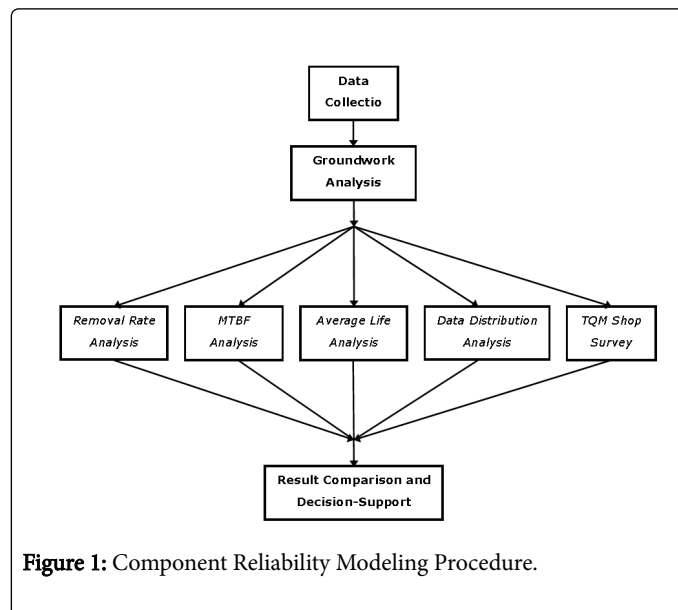 Data
Collectio
Groundwork
Analysis
Removal Rate
Analysis
MTBF
Analysis
Average Life
Analysis
Data Distribution
Analysis
TQM Shop
Survey
Result Comparison and
Decision-Support
Figure 1: Component Reliability Modeling Procedure.